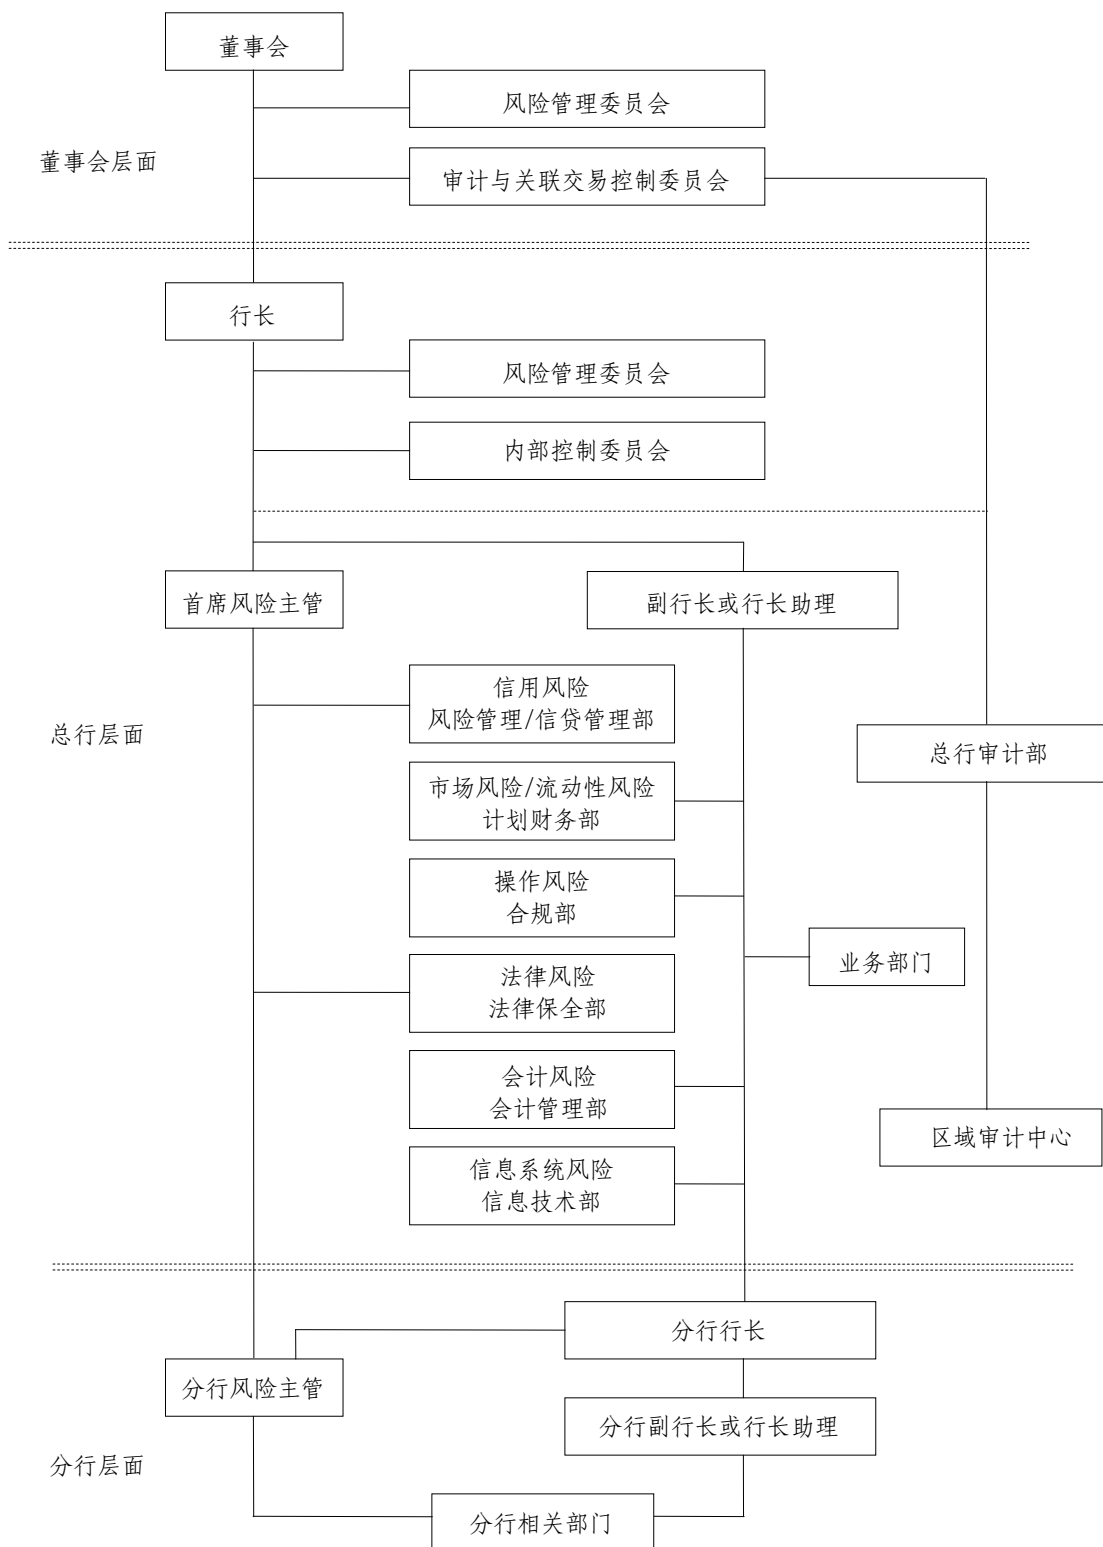 董事会
风险管理委员会
董事会层面
审计与关联交易控制委员会
行长
风险管理委员会
内部控制委员会
首席风险主管
副行长或行长助理
信用风险
风险管理/信贷管理部
总行层面
总行审计部
市场风险/流动性风险
计划财务部
操作风险
合规部
业务部门
法律风险
法律保全部
会计风险
会计管理部
区域审计中心
信息系统风险
信息技术部
分行行长
分行风险主管
分行副行长或行长助理
分行层面
分行相关部门